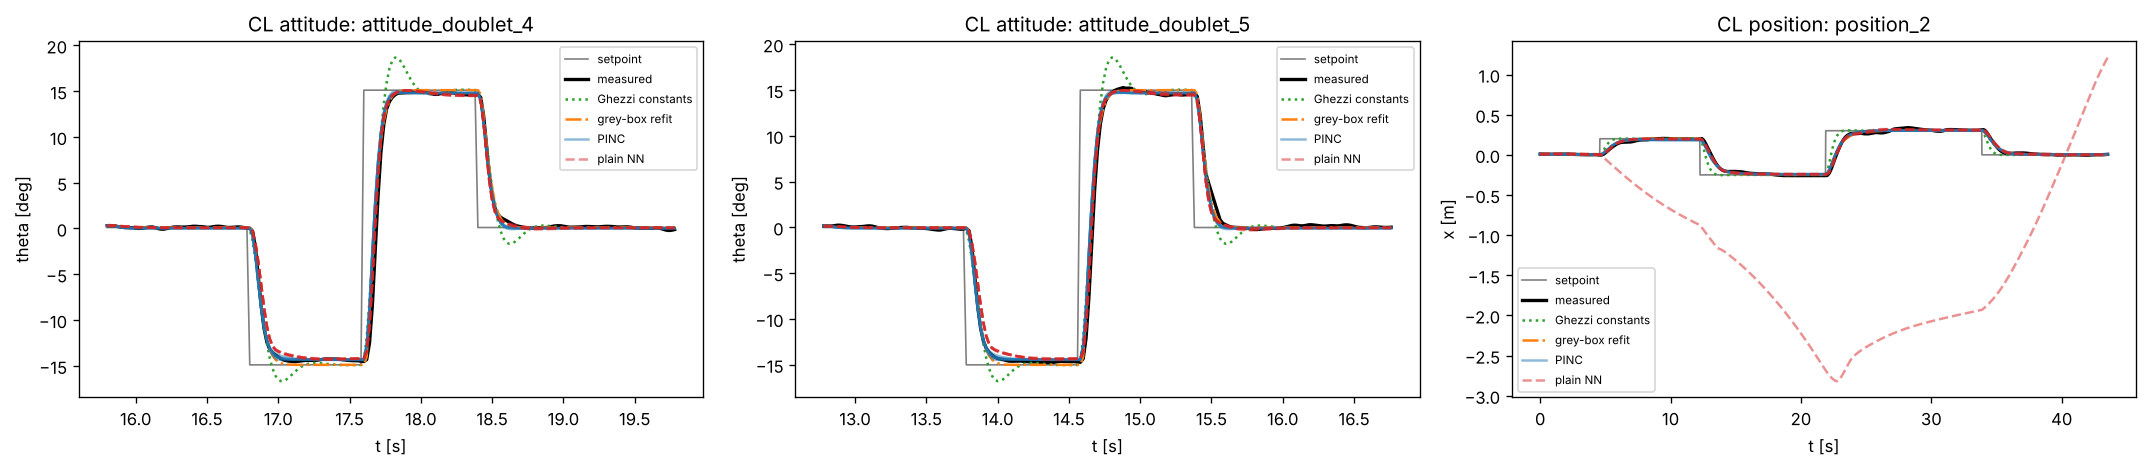 CL attitude: attitude_doublet_4
20
15
10
5
0
−5
−10
−15
theta [deg]
setpoint
measured
Ghezzi constants
grey-box refit
PINC
plain NN
16.0 16.5 17.0 17.5 18.0 18.5 19.0 19.5
t [s]
CL attitude: attitude_doublet_5
20
15
10
5
0
−5
−10
−15
theta [deg]
setpoint
measured
Ghezzi constants
grey-box refit
PINC
plain NN
13.0 13.5 14.0 14.5 15.0 15.5 16.0 16.5
t [s]
CL position: position_2
1.0
0.5
0.0
−0.5
−1.0
−1.5
−2.0
−2.5
−3.0
x [m]
setpoint
measured
Ghezzi constants
grey-box refit
PINC
plain NN
0 10 20 30 40
t [s]